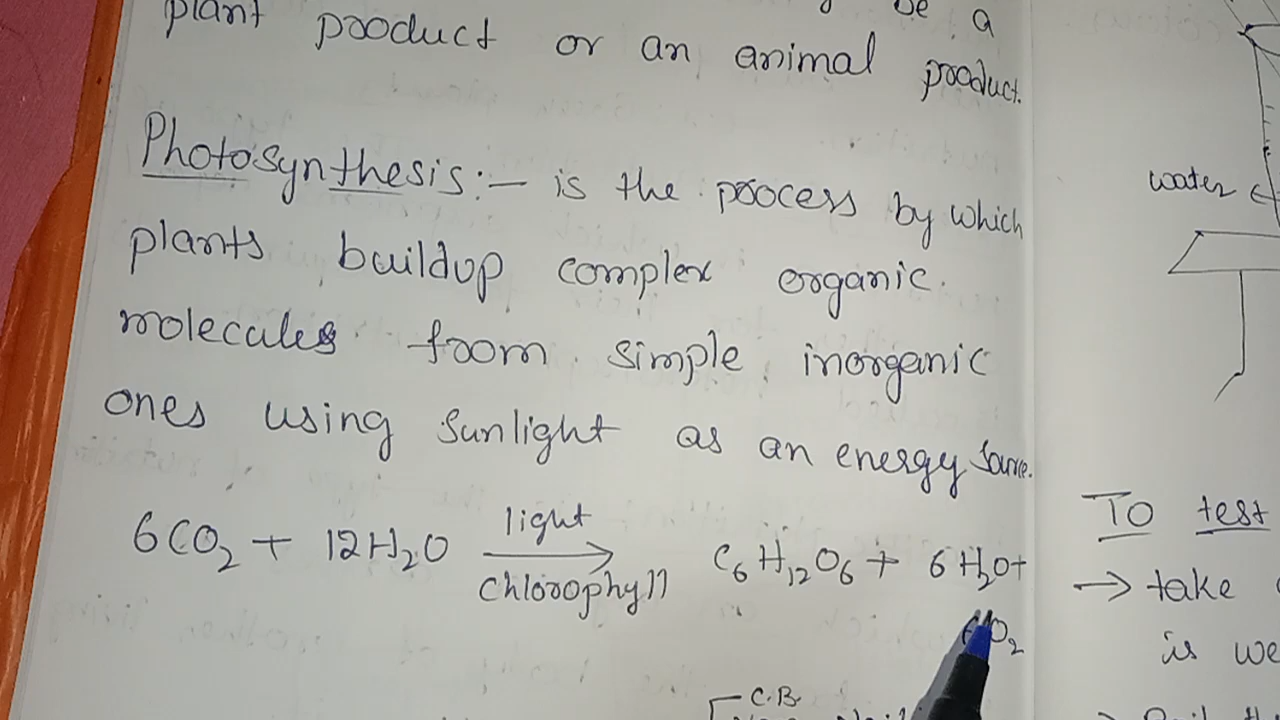 be a
plant product or an animal product.
Photosynthesis:- is the process by which
plants buildup complex organic.
molecules from simple inorganic
ones using Sunlight as an energy source.
6CO₂ + 12H₂O light → chlorophyll C₆H₁₂O₆ + 6H₂O+
6O₂
C.B.
water
To test
→ take
is we